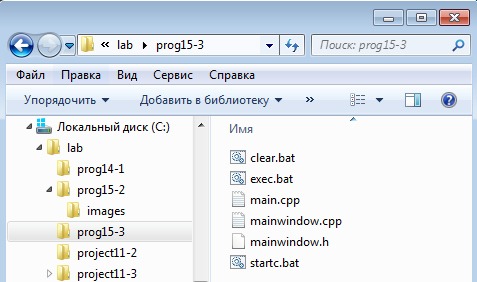 « lab ▸ prog15-3
Поиск: prog15-3
Файл Правка Вид Сервис Справка
Упорядочить Добавить в библиотеку »
Локальный диск (C:)
lab
prog14-1
prog15-2
images
prog15-3
project11-2
project11-3
Имя
clear.bat
exec.bat
main.cpp
mainwindow.cpp
mainwindow.h
startc.bat